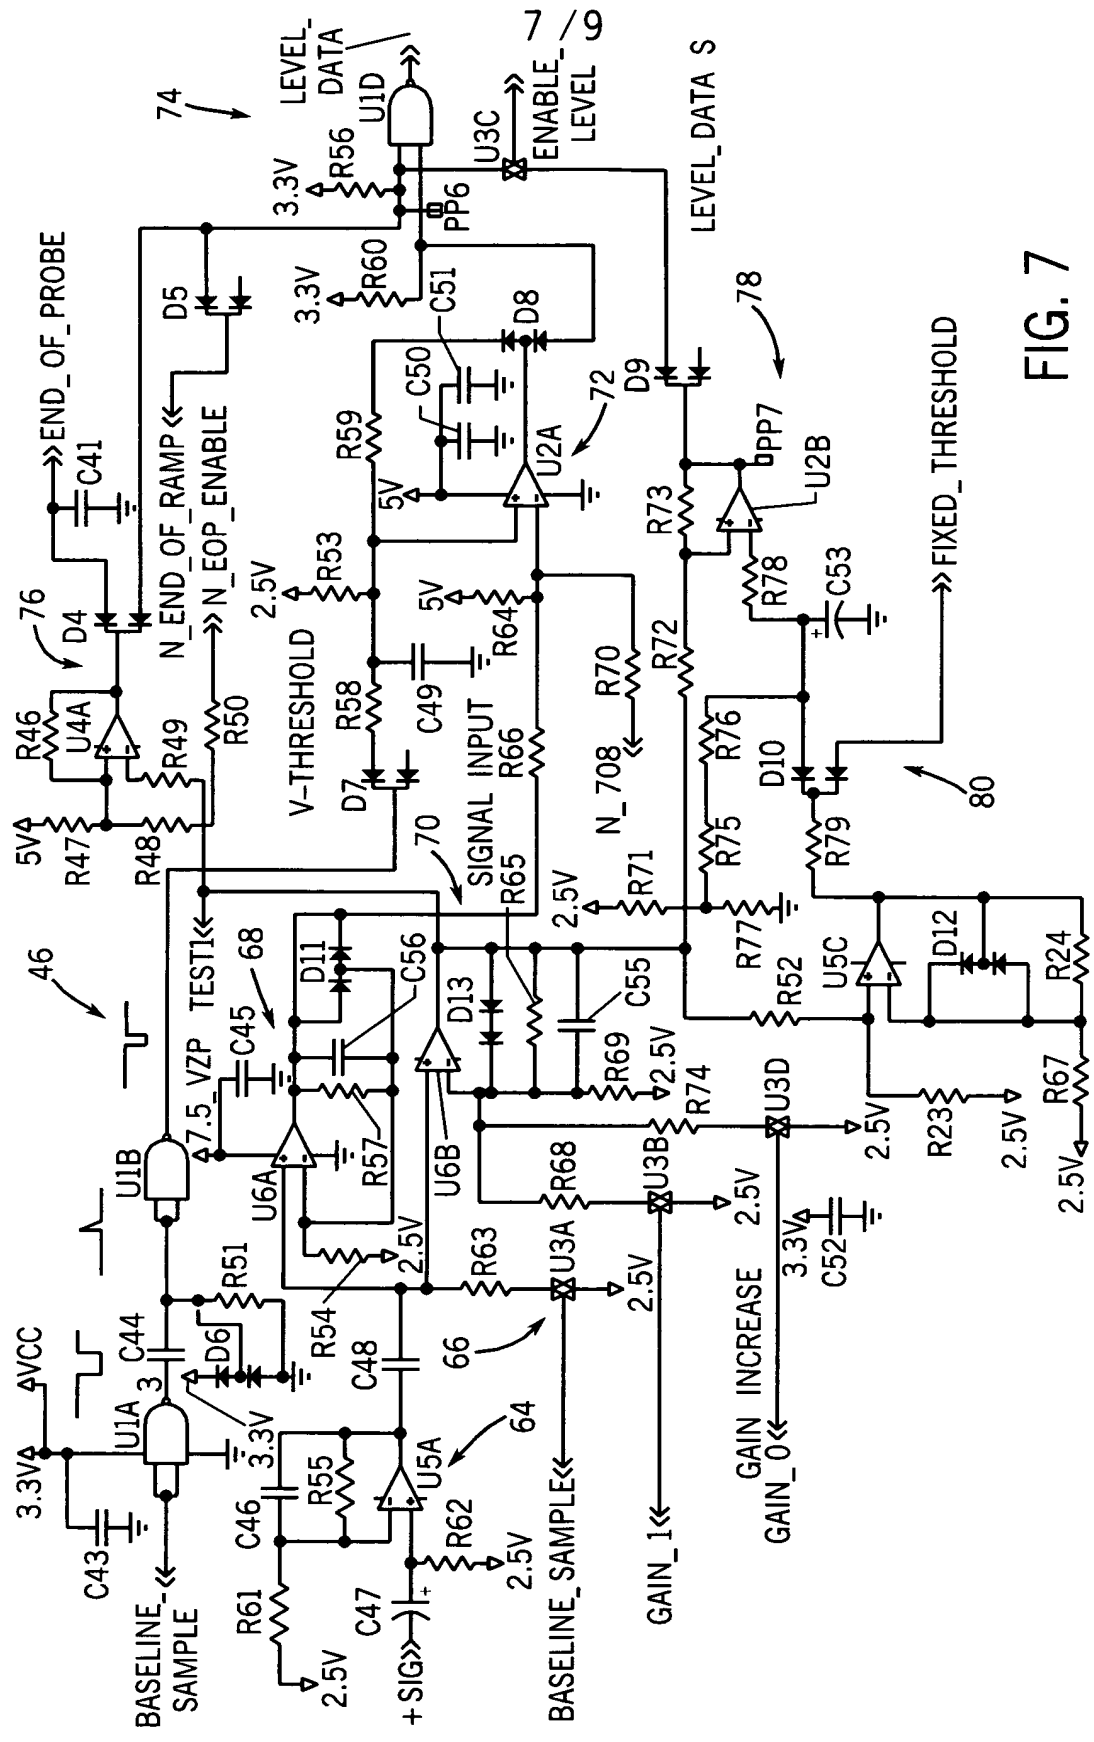 7 / 9
FIG. 7
46
BASELINE_
SAMPLE
C43
3.3V
VCC
U1A
3
C44
D6
3.3V
R51
U1B
7.5_VZP
C45
TEST1
68
5V
R47
R48
R46
U4A
R49
R50
76
D4
C41
END_OF_PROBE
N_END_OF_RAMP
N_EOP_ENABLE
D5
74
3.3V
R56
LEVEL_
DATA
U1D
PP6
U3C
ENABLE_
LEVEL
3.3V
R60
LEVEL_DATA S
+SIG
C47
+
R62
2.5V
R61
2.5V
C46
R55
U5A
64
C48
R54
2.5V
U6A
R57
D11
C56
70
V-THRESHOLD
D7
R58
C49
2.5V
R53
R59
5V
C50
C51
D8
U2A
72
5V
R64
SIGNAL INPUT
R66
R65
N_708
R70
BASELINE_SAMPLE
66
R63
U3A
2.5V
U6B
D13
C55
R69
2.5V
R68
U3B
2.5V
GAIN_1
R74
U3D
2.5V
GAIN INCREASE
GAIN_0
3.3V
C52
2.5V
R71
R77
R75
R76
R72
R73
D9
PP7
U2B
78
R78
+
C53
D10
80
FIXED_THRESHOLD
R79
U5C
R52
R23
2.5V
D12
R24
R67
2.5V